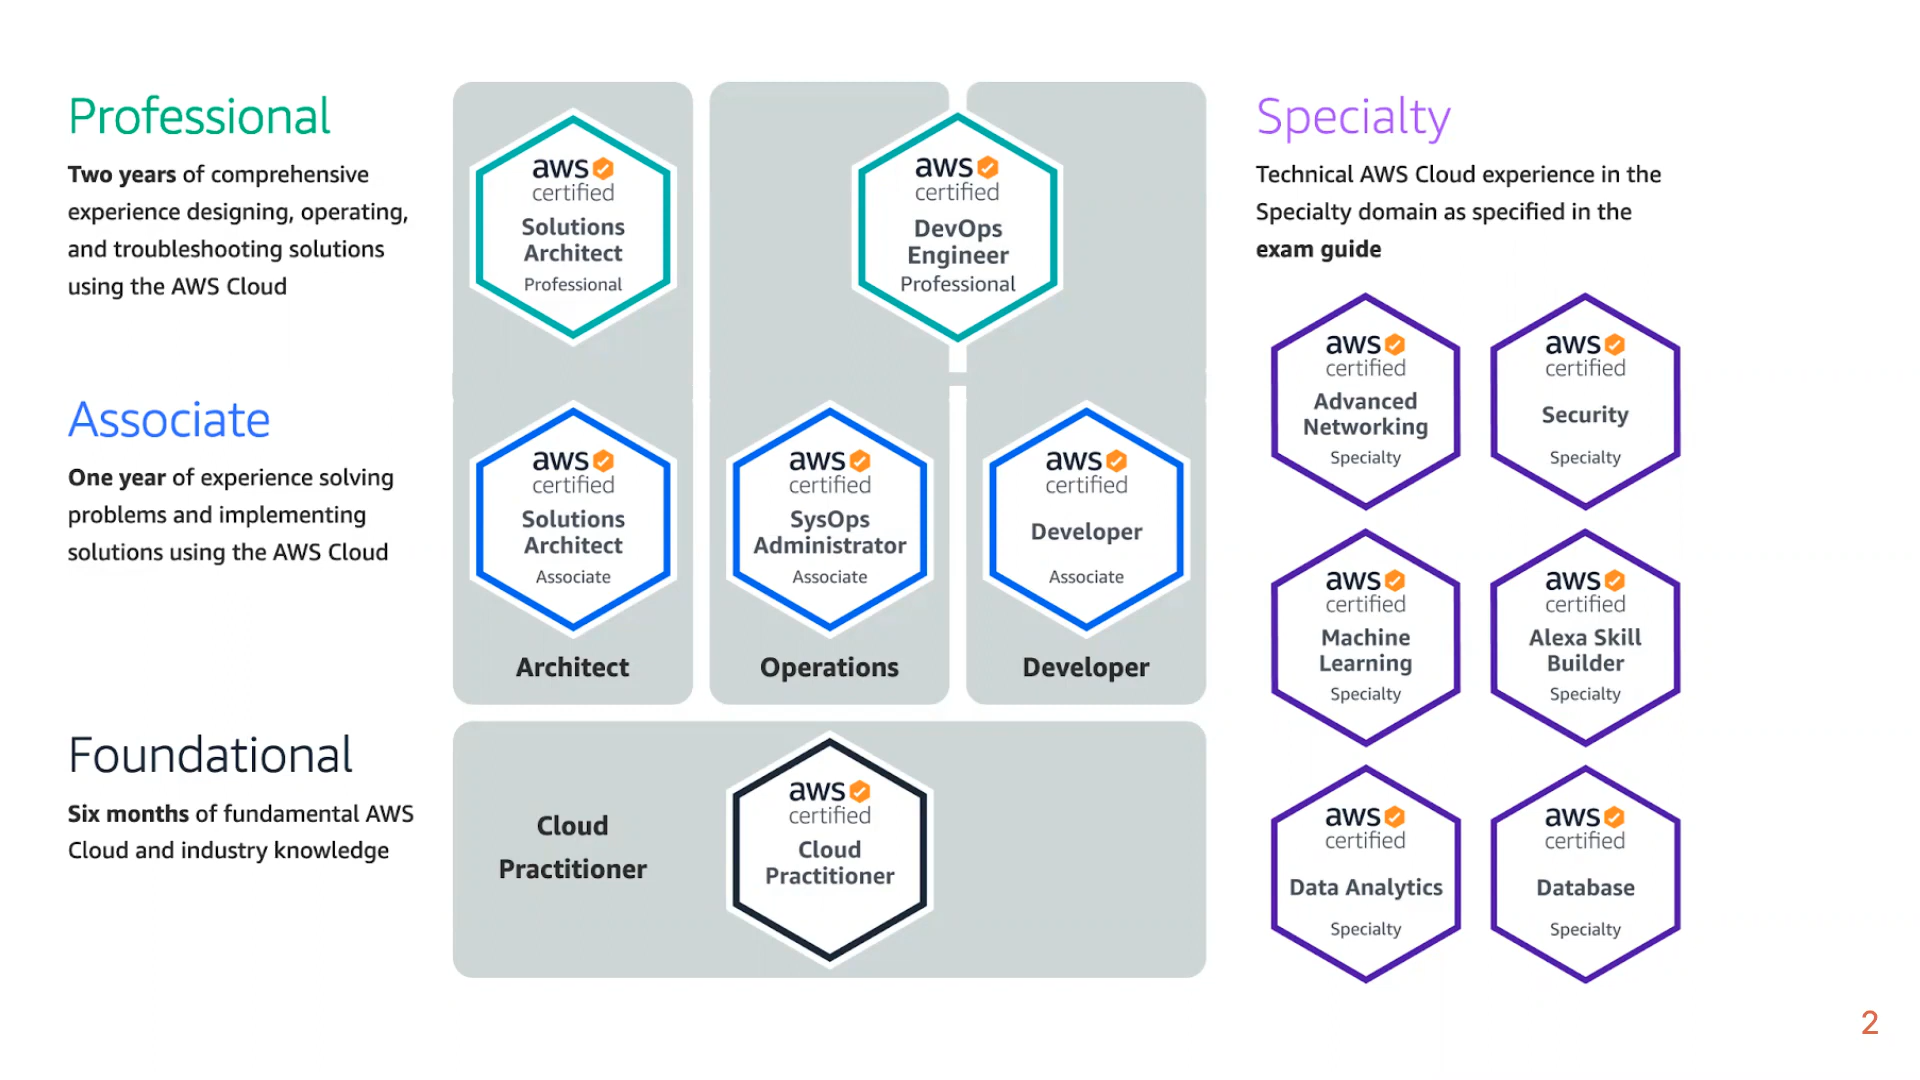 Professional
Two years of comprehensive
experience designing, operating,
and troubleshooting solutions
using the AWS Cloud
aws
certified
Solutions
Architect
Professional
aws
certified
DevOps
Engineer
Professional
Associate
One year of experience solving
problems and implementing
solutions using the AWS Cloud
aws
certified
Solutions
Architect
Associate
Architect
aws
certified
SysOps
Administrator
Associate
Operations
aws
certified
Developer
Associate
Developer
Foundational
Six months of fundamental AWS
Cloud and industry knowledge
Cloud
Practitioner
aws
certified
Cloud
Practitioner
Specialty
Technical AWS Cloud experience in the
Specialty domain as specified in the
exam guide
aws
certified
Advanced
Networking
Specialty
aws
certified
Security
Specialty
aws
certified
Machine
Learning
Specialty
aws
certified
Alexa Skill
Builder
Specialty
aws
certified
Data Analytics
Specialty
aws
certified
Database
Specialty
2